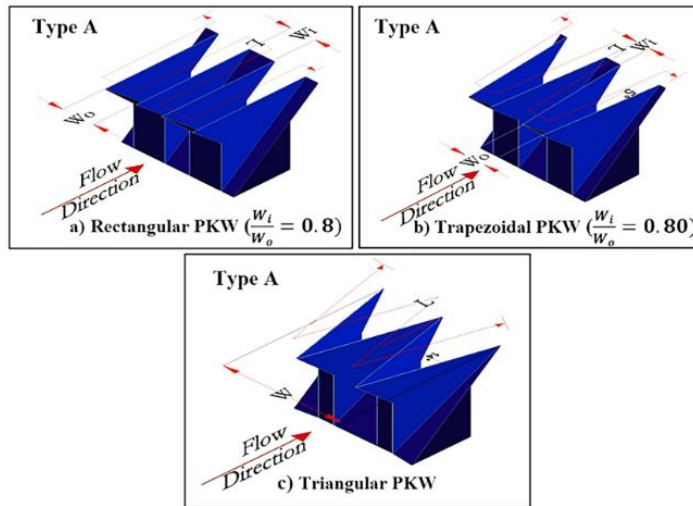 Type A
Wi
L
Wo
Flow
Direction
a) Rectangular PKW (Wi/Wo = 0.8)
Type A
Wi
L
Wo
Flow
Direction
b) Trapezoidal PKW (Wi/Wo = 0.80)
Type A
L
W
Flow
Direction
c) Triangular PKW